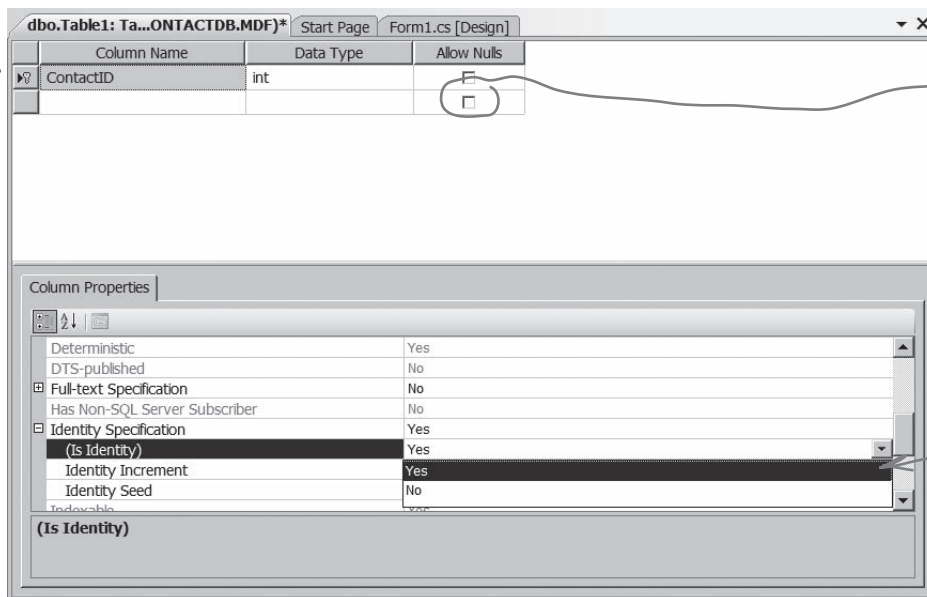 dbo.Table1: Ta...ONTACTDB.MDF)* Start Page Form1.cs [Design]
Column Name Data Type Allow Nulls
ContactID int
Column Properties
Deterministic Yes
DTS-published No
Full-text Specification No
Has Non-SQL Server Subscriber No
Identity Specification Yes
(Is Identity) Yes
Identity Increment Yes
Identity Seed No
Indexable Yes
(Is Identity)